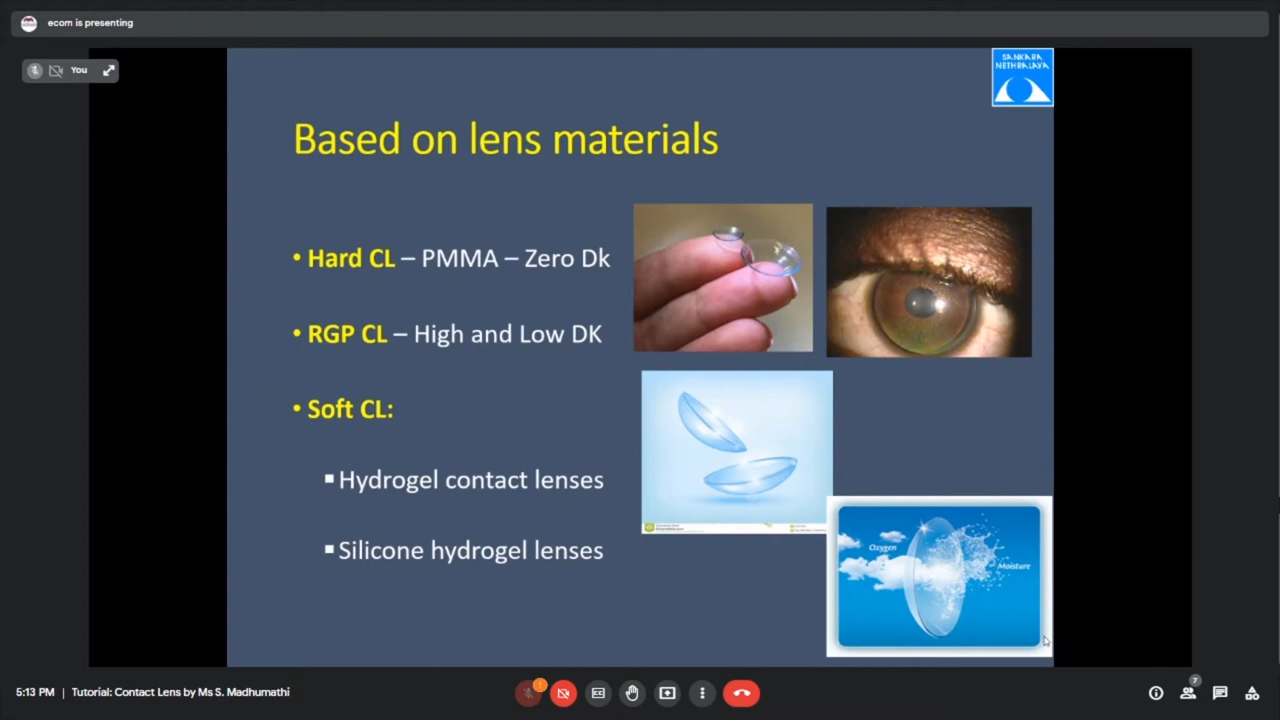 ecom is presenting
You
SANKARA
NETHRALAYA
Based on lens materials
• Hard CL – PMMA – Zero Dk
• RGP CL – High and Low DK
• Soft CL:
▪ Hydrogel contact lenses
▪ Silicone hydrogel lenses
Oxygen
Moisture
5:13 PM | Tutorial: Contact Lens by Ms S. Madhumathi
7